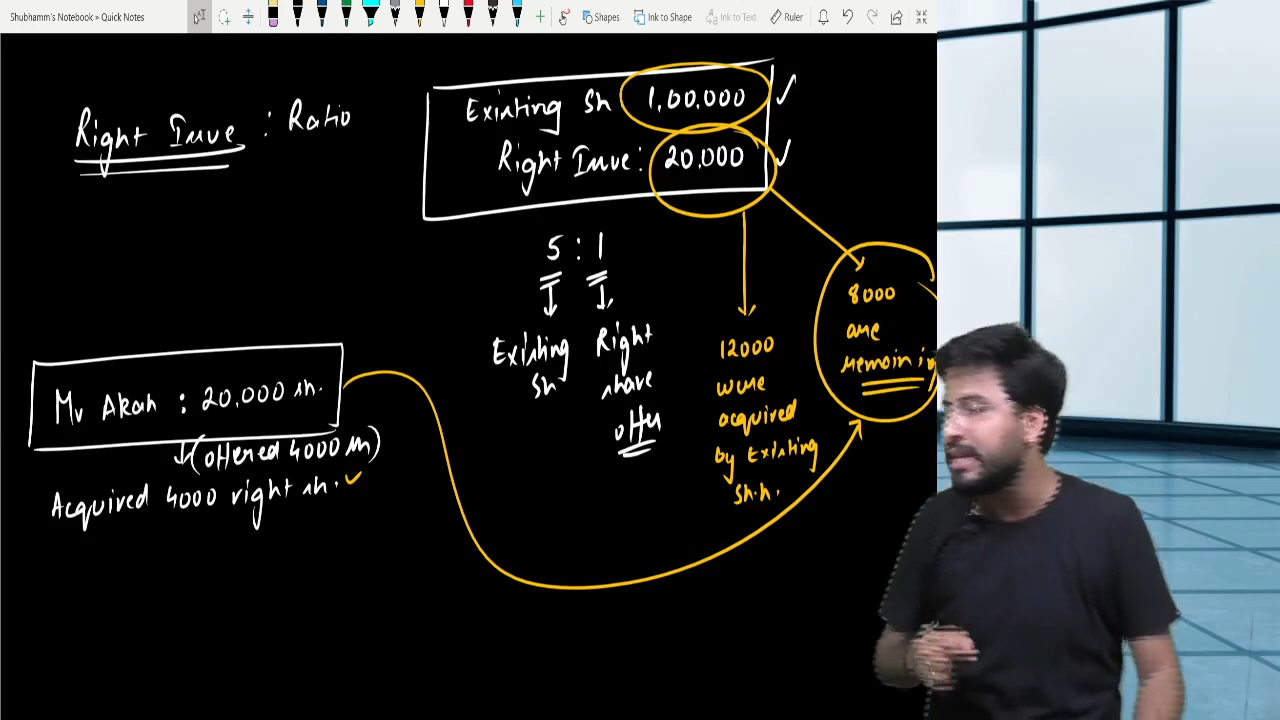 Shubhamm's Notebook » Quick Notes
Shapes
Ink to Shape
Ink to Text
Ruler
Right Issue : Ratio
Existing Sh 1,00,000
Right Issue: 20,000
5 : 1
Existing Sh
Right share offer
12000
were
acquired
by Existing
Sh.h.
8000
are
Mr Akash : 20,000 sh.
(offered 4000 sh)
Acquired 4000 right sh.